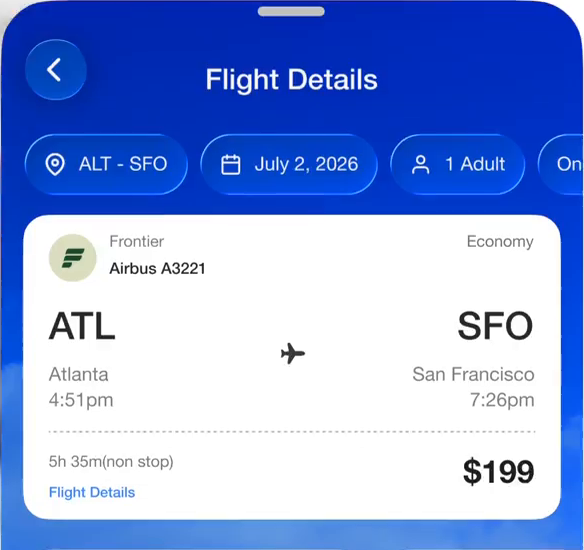 Flight Details
ALT - SFO
July 2, 2026
1 Adult
On
Frontier
Economy
Airbus A3221
ATL
SFO
Atlanta
San Francisco
4:51pm
7:26pm
5h 35m(non stop)
$199
Flight Details